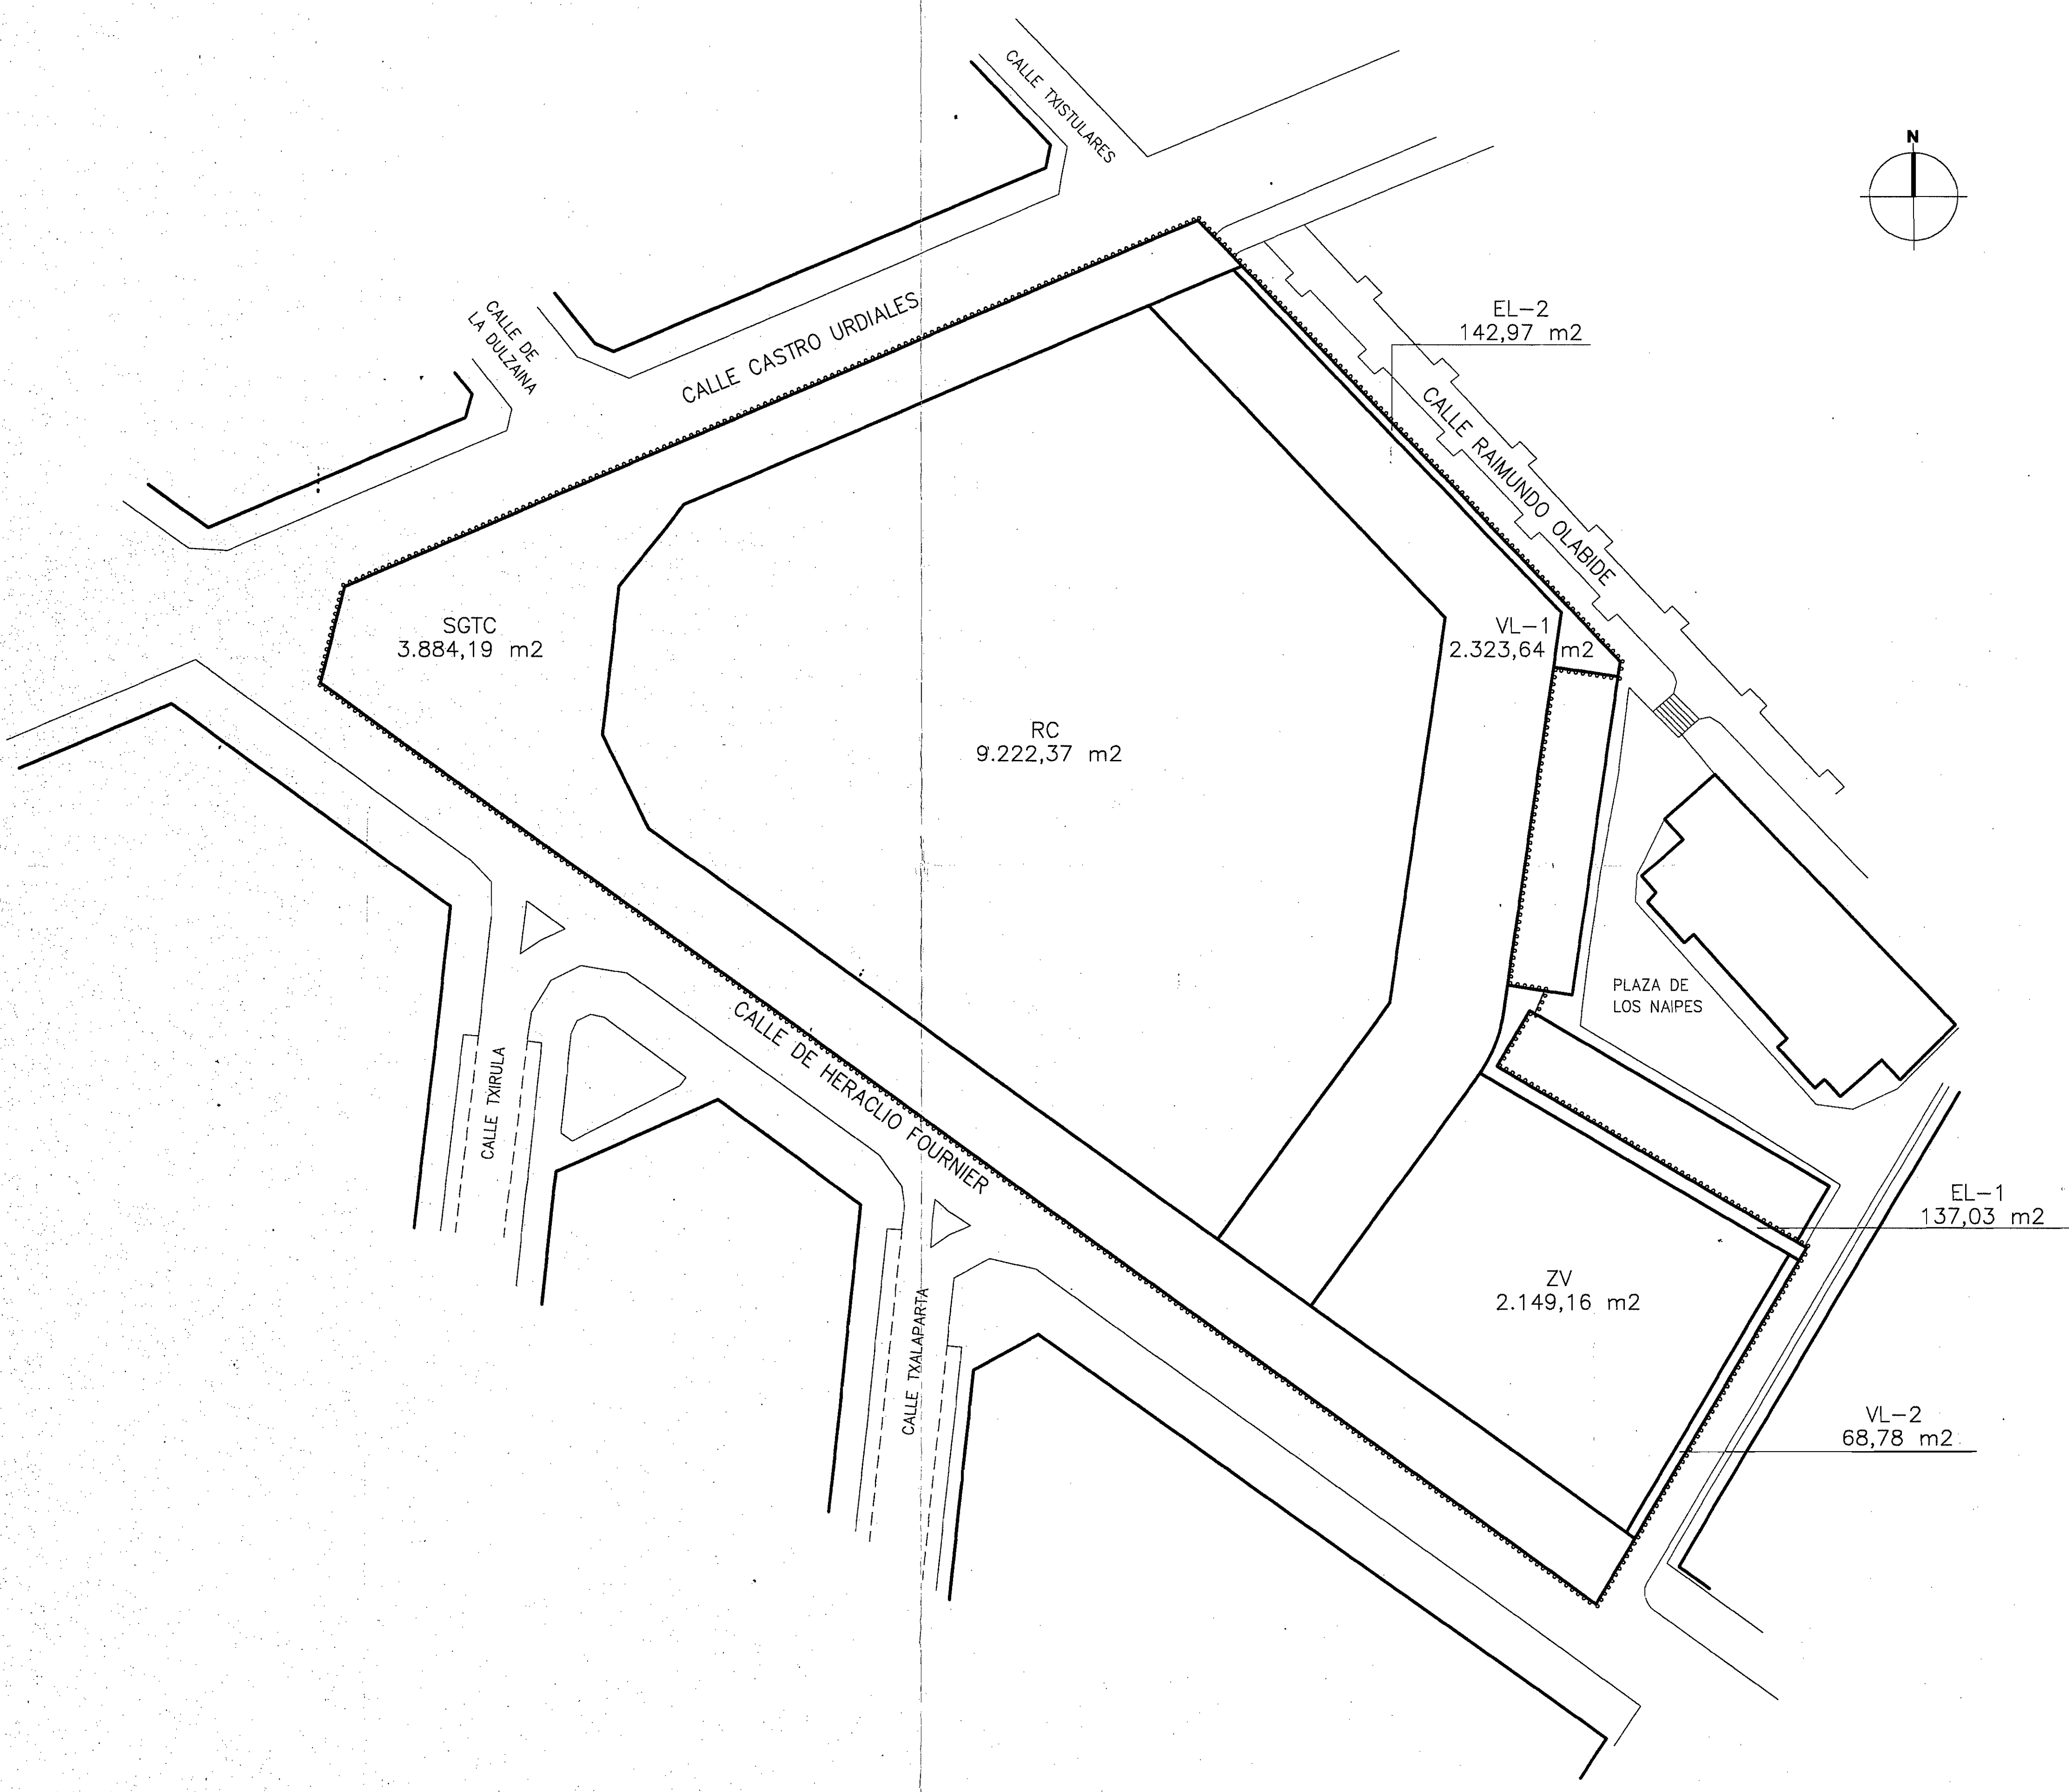 CALLE TXISTULARES
N
EL-2
142,97 m2
CALLE DE
LA DULZAINA
CALLE CASTRO URDIALES
CALLE RAIMUNDO OLABIDE
SGTC
3.884,19 m2
VL-1
2.323,64 m2
RC
9.222,37 m2
PLAZA DE
LOS NAIPES
CALLE TXIRULA
CALLE DE HERACLIO FOURNIER
EL-1
137,03 m2
ZV
2.149,16 m2
CALLE TXALAPARTA
VL-2
68,78 m2